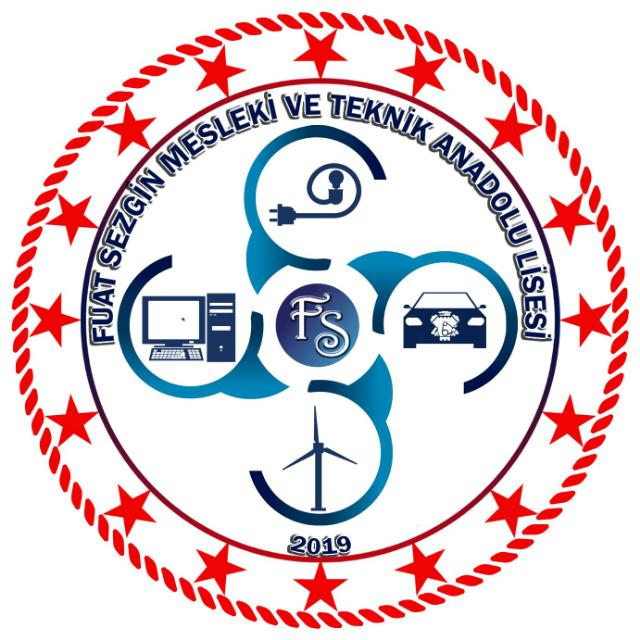 FUAT SEZGİN MESLEKİ VE TEKNİK ANADOLU LİSESİ
FS
2019